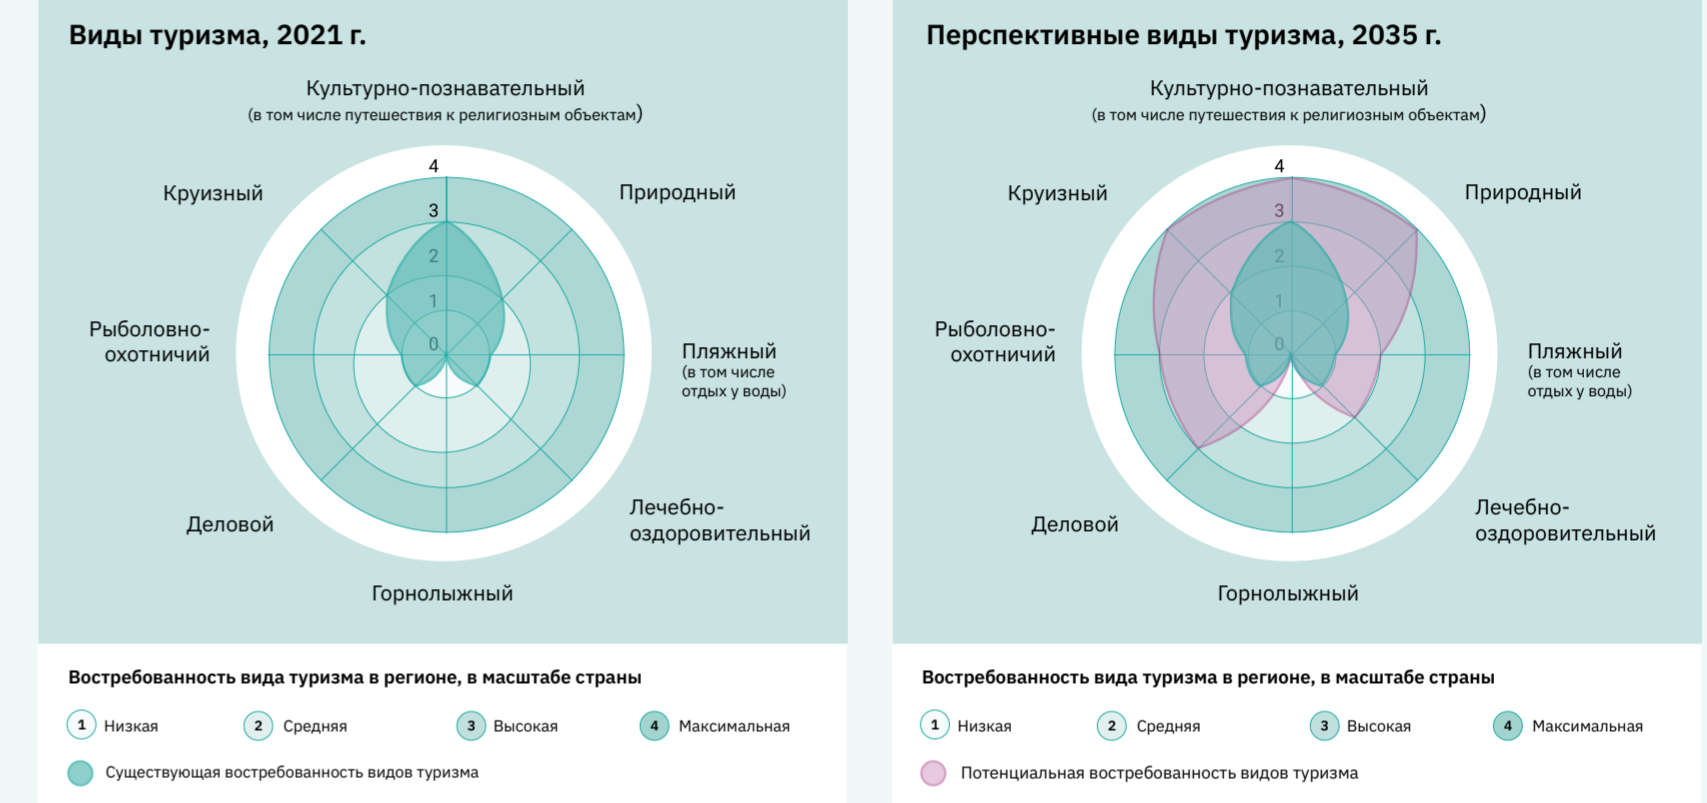 Виды туризма, 2021 г.
Культурно-познавательный
(в том числе путешествия к религиозным объектам)
4
Круизный
Природный
3
2
1
Рыболовно-
охотничий
0
Пляжный
(в том числе
отдых у воды)
Деловой
Лечебно-
оздоровительный
Горнолыжный
Востребованность вида туризма в регионе, в масштабе страны
1 Низкая
2 Средняя
3 Высокая
4 Максимальная
Существующая востребованность видов туризма
Перспективные виды туризма, 2035 г.
Культурно-познавательный
(в том числе путешествия к религиозным объектам)
4
Круизный
Природный
3
2
1
Рыболовно-
охотничий
0
Пляжный
(в том числе
отдых у воды)
Деловой
Лечебно-
оздоровительный
Горнолыжный
Востребованность вида туризма в регионе, в масштабе страны
1 Низкая
2 Средняя
3 Высокая
4 Максимальная
Потенциальная востребованность видов туризма